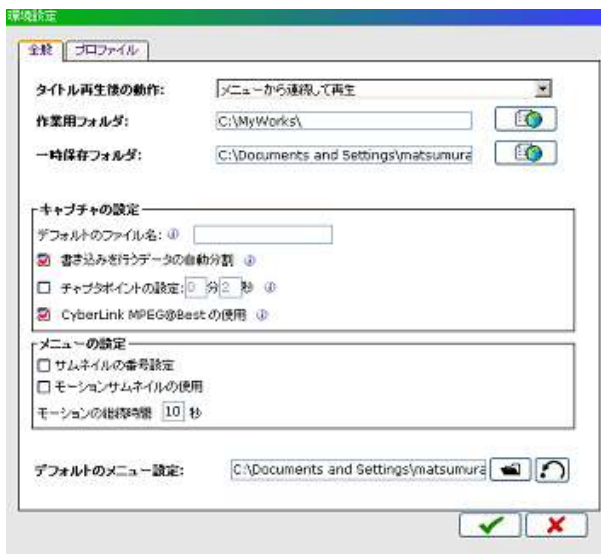 環境設定
全般 プロファイル
タイトル再生後の動作: メニューから連続して再生
作業用フォルダ: C:\MyWorks\
一時保存フォルダ: C:\Documents and Settings\matsumura
キャプチャの設定
デフォルトのファイル名:
書き込みを行うデータの自動分割
チャプタポイントの設定: 0 分 2 秒
CyberLink MPEG@Best の使用
メニューの設定
サムネイルの番号設定
モーションサムネイルの使用
モーションの継続時間 10 秒
デフォルトのメニュー設定: C:\Documents and Settings\matsumura